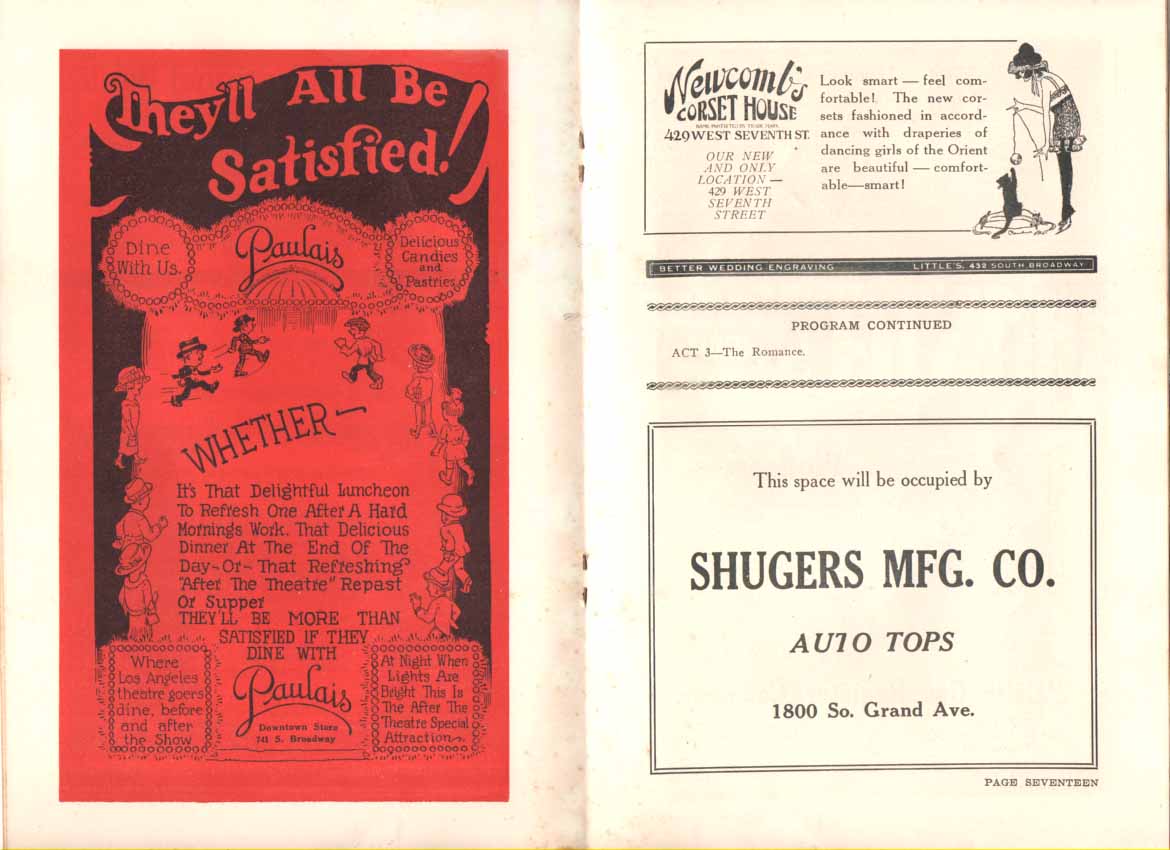 They'll All Be
Satisfied!
Dine
With Us.
Paulais
Delicious
Candies
and
Pastries
WHETHER—
It's That Delightful Luncheon
To Refresh One After A Hard
Mornings Work. That Delicious
Dinner At The End Of The
Day-Or-That Refreshing
"After The Theatre" Repast
Or Supper
THEY'LL BE MORE THAN
SATISFIED IF THEY
DINE WITH
Paulais
Downtown Store
741 S. Broadway
Where
Los Angeles
theatre goers
dine, before
and after
the Show
At Night When
Lights Are
Bright This Is
The After The
Theatre Special
Attraction.
Newcomb's
CORSET HOUSE
429 WEST SEVENTH ST.
OUR NEW
AND ONLY
LOCATION —
429 WEST
SEVENTH
STREET
Look smart — feel com-
fortable! The new cor-
sets fashioned in accord-
ance with draperies of
dancing girls of the Orient
are beautiful — comfort-
able—smart!
BETTER WEDDING ENGRAVING LITTLE'S, 432 SOUTH BROADWAY
PROGRAM CONTINUED
ACT 3—The Romance.
This space will be occupied by
SHUGERS MFG. CO.
AUTO TOPS
1800 So. Grand Ave.
PAGE SEVENTEEN